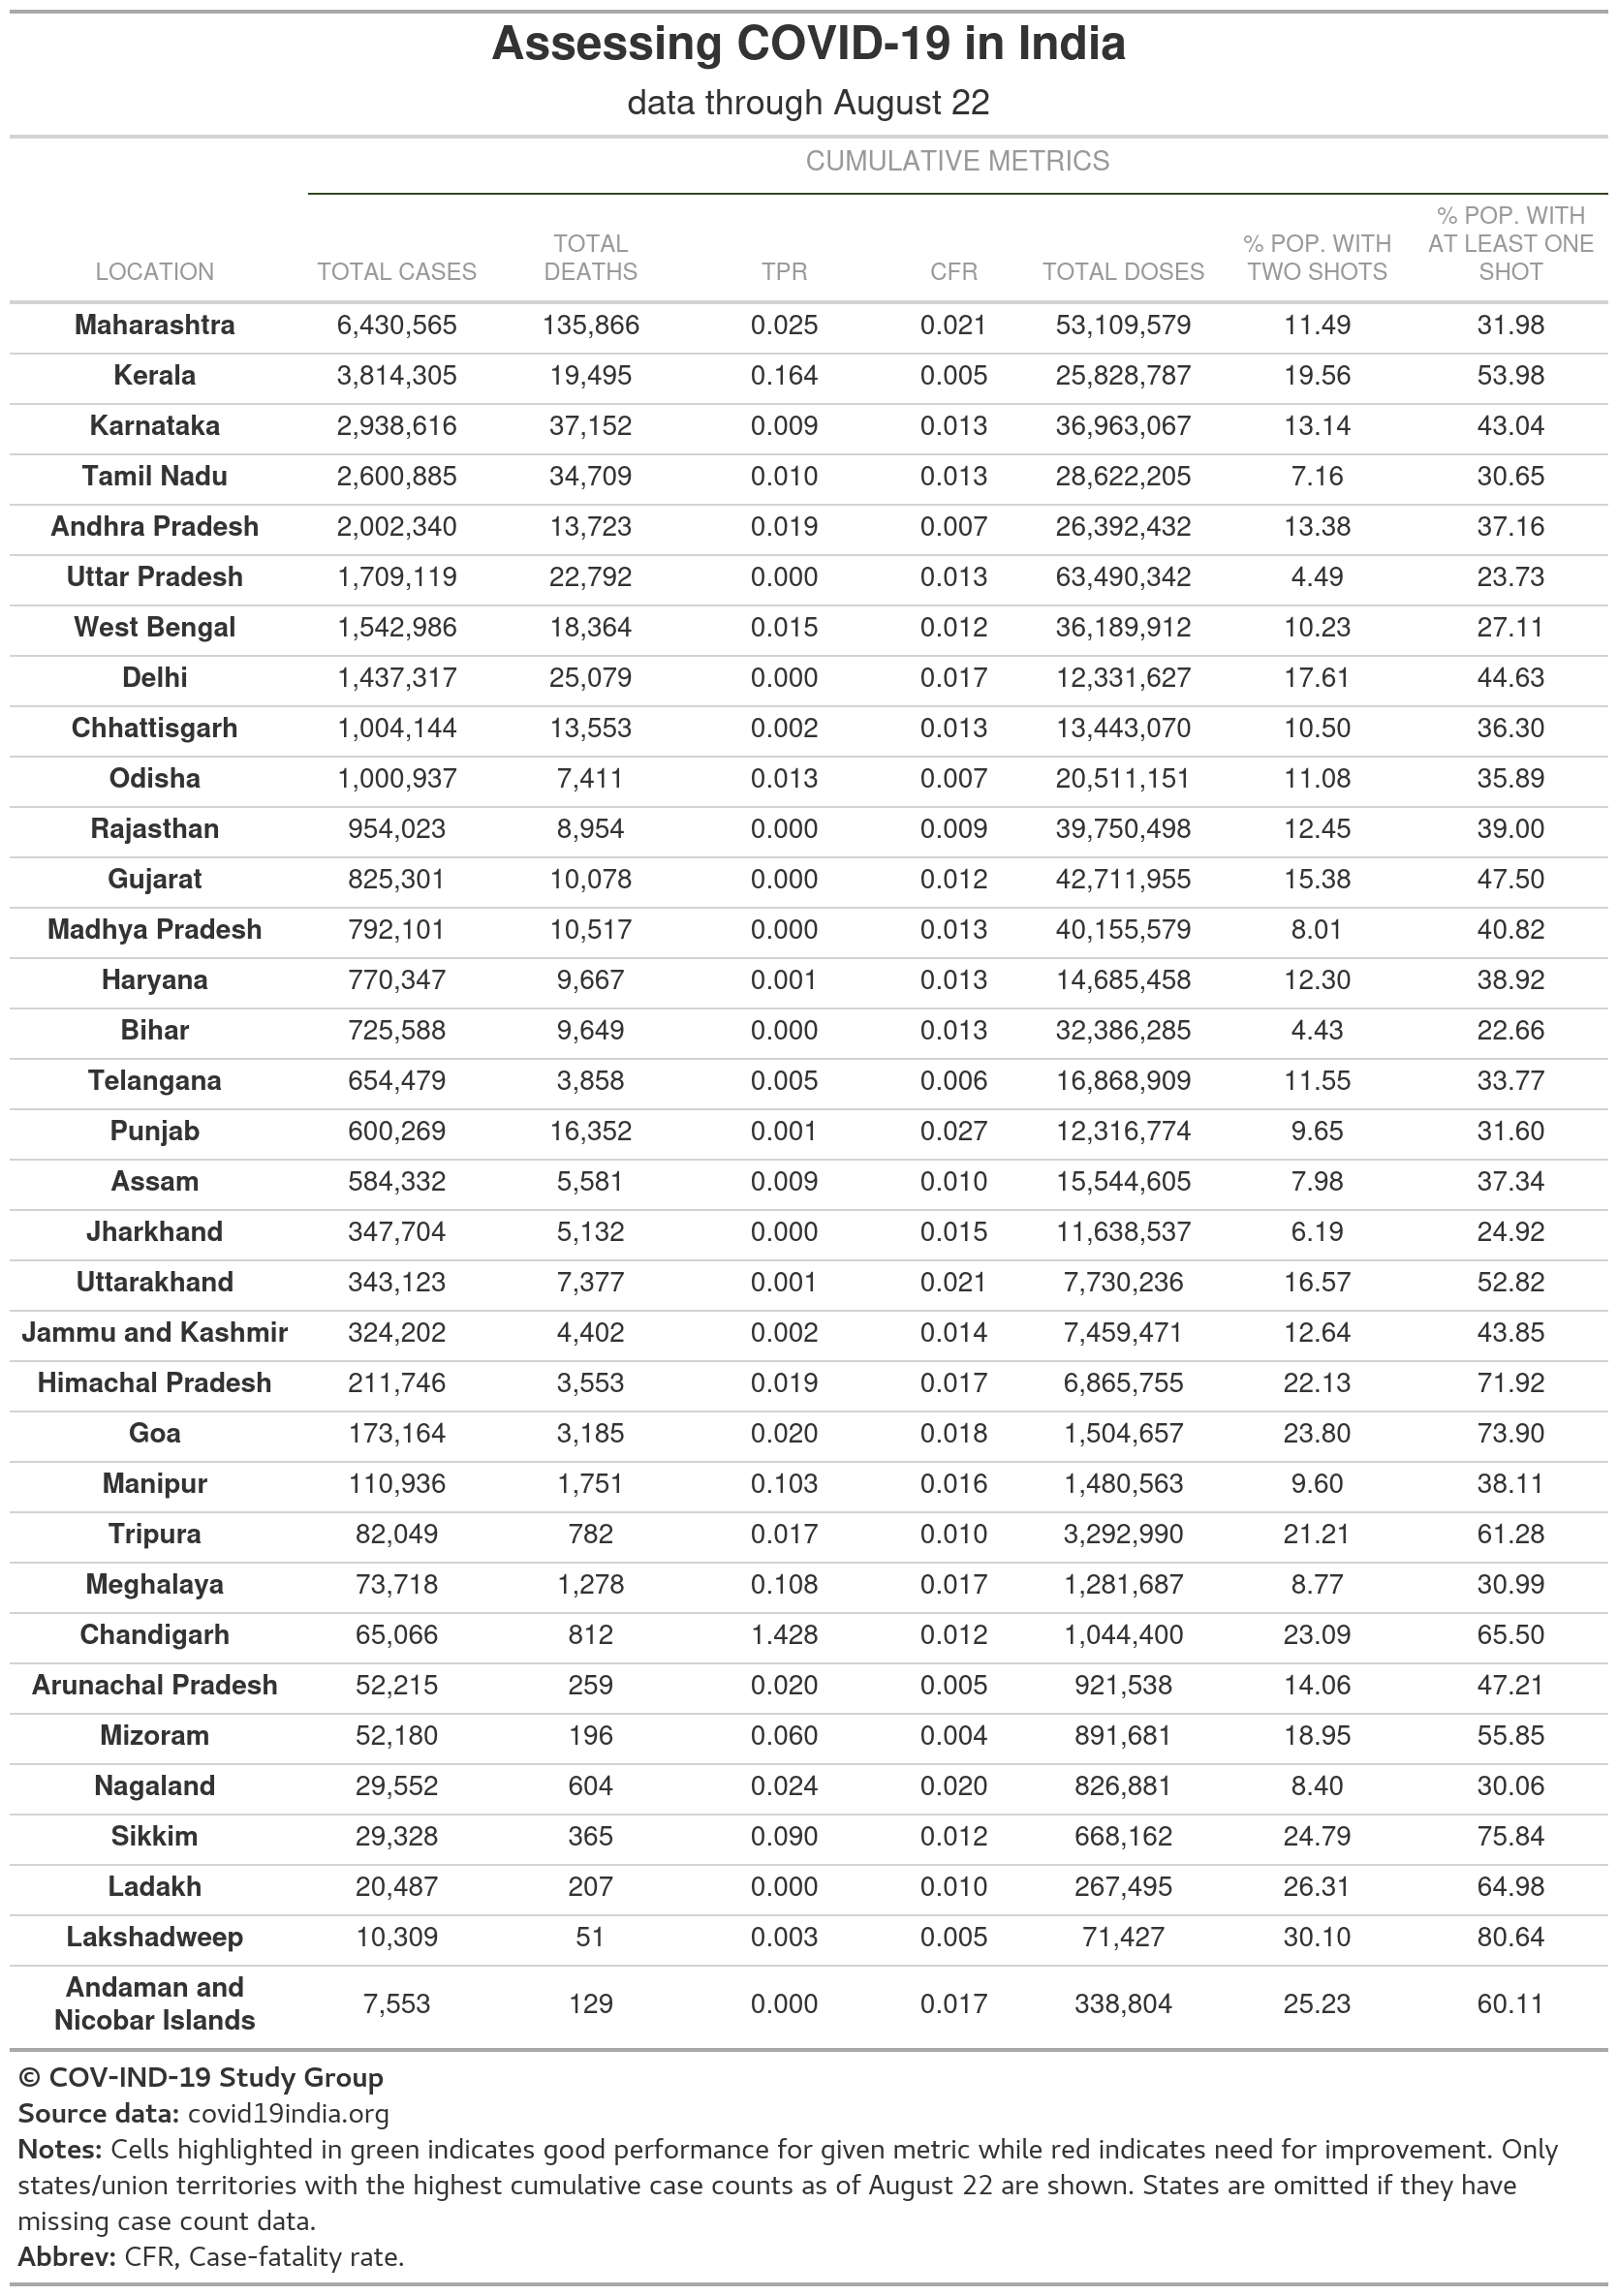 Assessing COVID-19 in India
data through August 22
CUMULATIVE METRICS
LOCATION TOTAL CASES TOTAL DEATHS TPR CFR TOTAL DOSES % POP. WITH TWO SHOTS % POP. WITH AT LEAST ONE SHOT
Maharashtra 6,430,565 135,866 0.025 0.021 53,109,579 11.49 31.98
Kerala 3,814,305 19,495 0.164 0.005 25,828,787 19.56 53.98
Karnataka 2,938,616 37,152 0.009 0.013 36,963,067 13.14 43.04
Tamil Nadu 2,600,885 34,709 0.010 0.013 28,622,205 7.16 30.65
Andhra Pradesh 2,002,340 13,723 0.019 0.007 26,392,432 13.38 37.16
Uttar Pradesh 1,709,119 22,792 0.000 0.013 63,490,342 4.49 23.73
West Bengal 1,542,986 18,364 0.015 0.012 36,189,912 10.23 27.11
Delhi 1,437,317 25,079 0.000 0.017 12,331,627 17.61 44.63
Chhattisgarh 1,004,144 13,553 0.002 0.013 13,443,070 10.50 36.30
Odisha 1,000,937 7,411 0.013 0.007 20,511,151 11.08 35.89
Rajasthan 954,023 8,954 0.000 0.009 39,750,498 12.45 39.00
Gujarat 825,301 10,078 0.000 0.012 42,711,955 15.38 47.50
Madhya Pradesh 792,101 10,517 0.000 0.013 40,155,579 8.01 40.82
Haryana 770,347 9,667 0.001 0.013 14,685,458 12.30 38.92
Bihar 725,588 9,649 0.000 0.013 32,386,285 4.43 22.66
Telangana 654,479 3,858 0.005 0.006 16,868,909 11.55 33.77
Punjab 600,269 16,352 0.001 0.027 12,316,774 9.65 31.60
Assam 584,332 5,581 0.009 0.010 15,544,605 7.98 37.34
Jharkhand 347,704 5,132 0.000 0.015 11,638,537 6.19 24.92
Uttarakhand 343,123 7,377 0.001 0.021 7,730,236 16.57 52.82
Jammu and Kashmir 324,202 4,402 0.002 0.014 7,459,471 12.64 43.85
Himachal Pradesh 211,746 3,553 0.019 0.017 6,865,755 22.13 71.92
Goa 173,164 3,185 0.020 0.018 1,504,657 23.80 73.90
Manipur 110,936 1,751 0.103 0.016 1,480,563 9.60 38.11
Tripura 82,049 782 0.017 0.010 3,292,990 21.21 61.28
Meghalaya 73,718 1,278 0.108 0.017 1,281,687 8.77 30.99
Chandigarh 65,066 812 1.428 0.012 1,044,400 23.09 65.50
Arunachal Pradesh 52,215 259 0.020 0.005 921,538 14.06 47.21
Mizoram 52,180 196 0.060 0.004 891,681 18.95 55.85
Nagaland 29,552 604 0.024 0.020 826,881 8.40 30.06
Sikkim 29,328 365 0.090 0.012 668,162 24.79 75.84
Ladakh 20,487 207 0.000 0.010 267,495 26.31 64.98
Lakshadweep 10,309 51 0.003 0.005 71,427 30.10 80.64
Andaman and Nicobar Islands 7,553 129 0.000 0.017 338,804 25.23 60.11
© COV-IND-19 Study Group
Source data: covid19india.org
Notes: Cells highlighted in green indicates good performance for given metric while red indicates need for improvement. Only
states/union territories with the highest cumulative case counts as of August 22 are shown. States are omitted if they have
missing case count data.
Abbrev: CFR, Case-fatality rate.